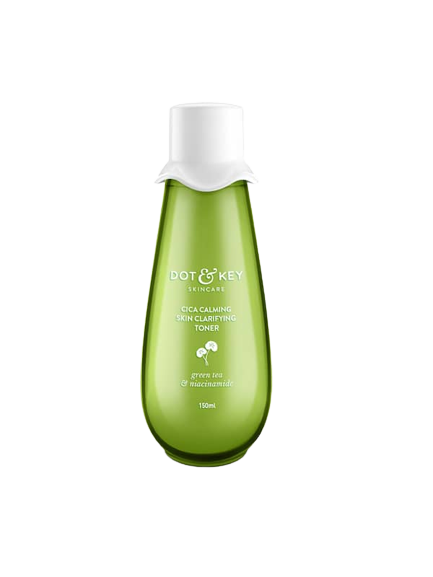 DOT & KEY
SKINCARE
CICA CALMING
SKIN CLARIFYING
TONER
green tea
& niacinamide
150ml